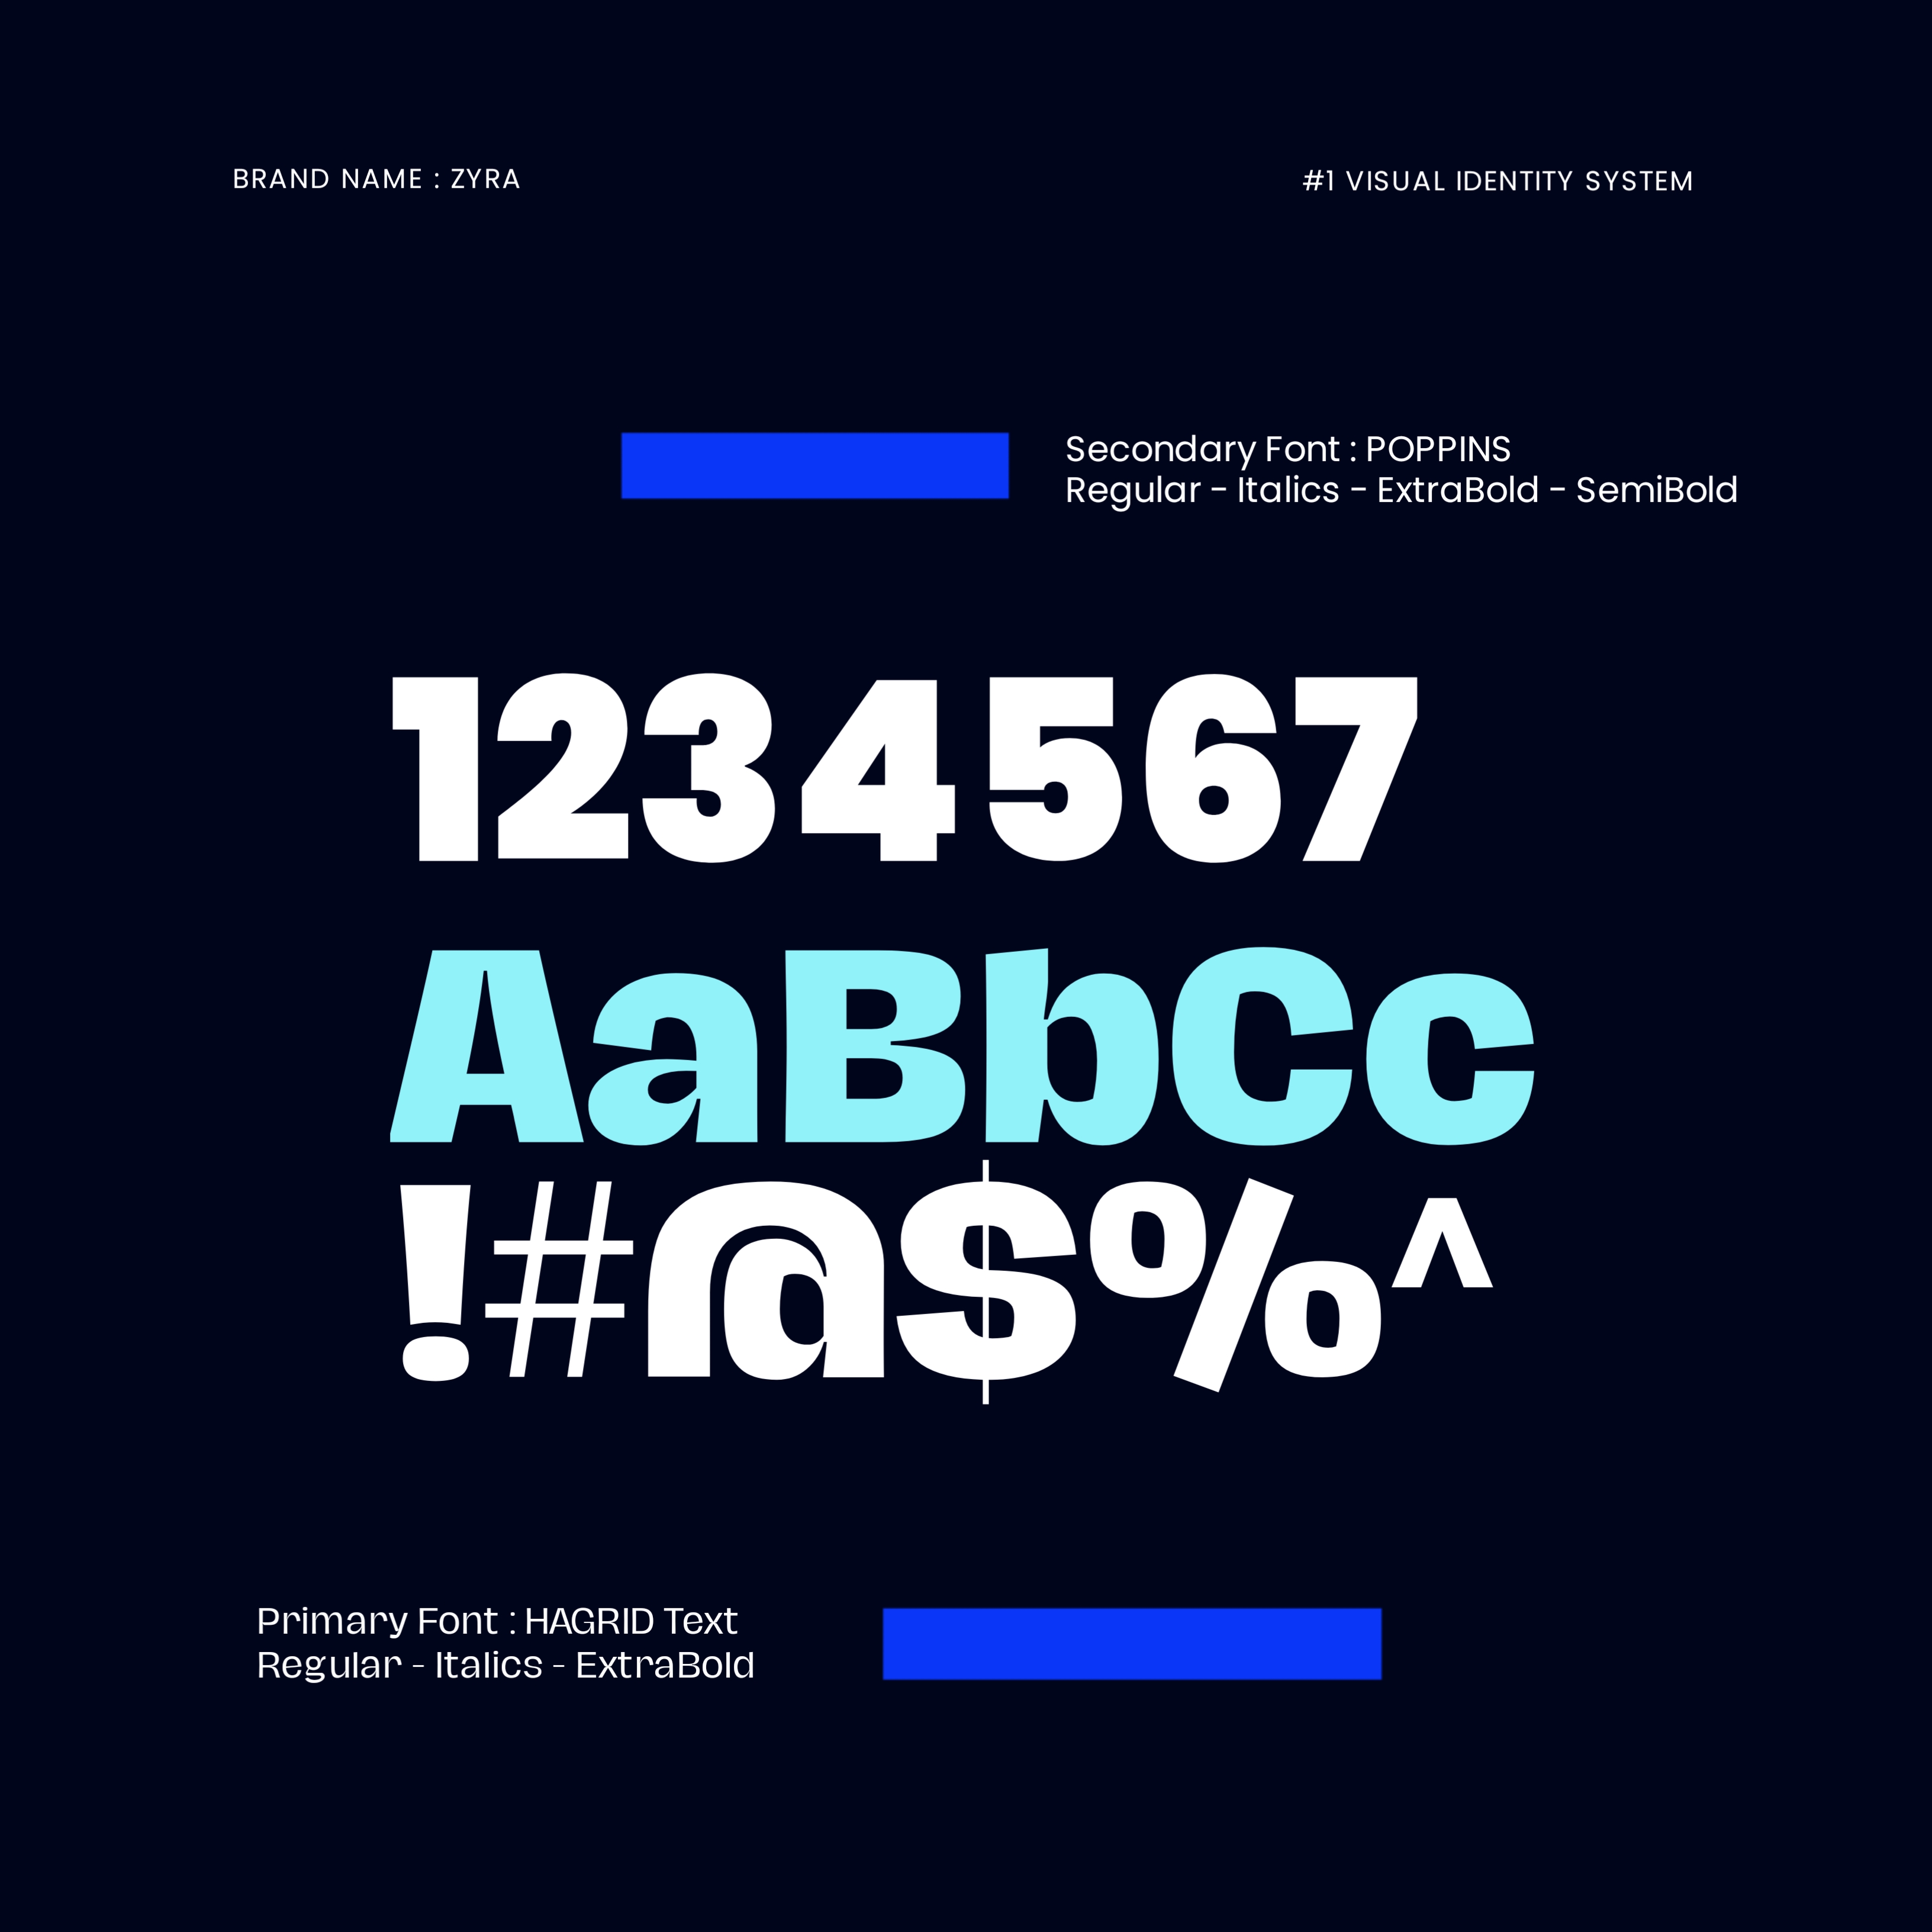 BRAND NAME : ZYRA
#1 VISUAL IDENTITY SYSTEM
Secondary Font : POPPINS
Regular - Italics - ExtraBold - SemiBold
1234567
AaBbCc
!#@$%^
Primary Font : HAGRID Text
Regular - Italics - ExtraBold